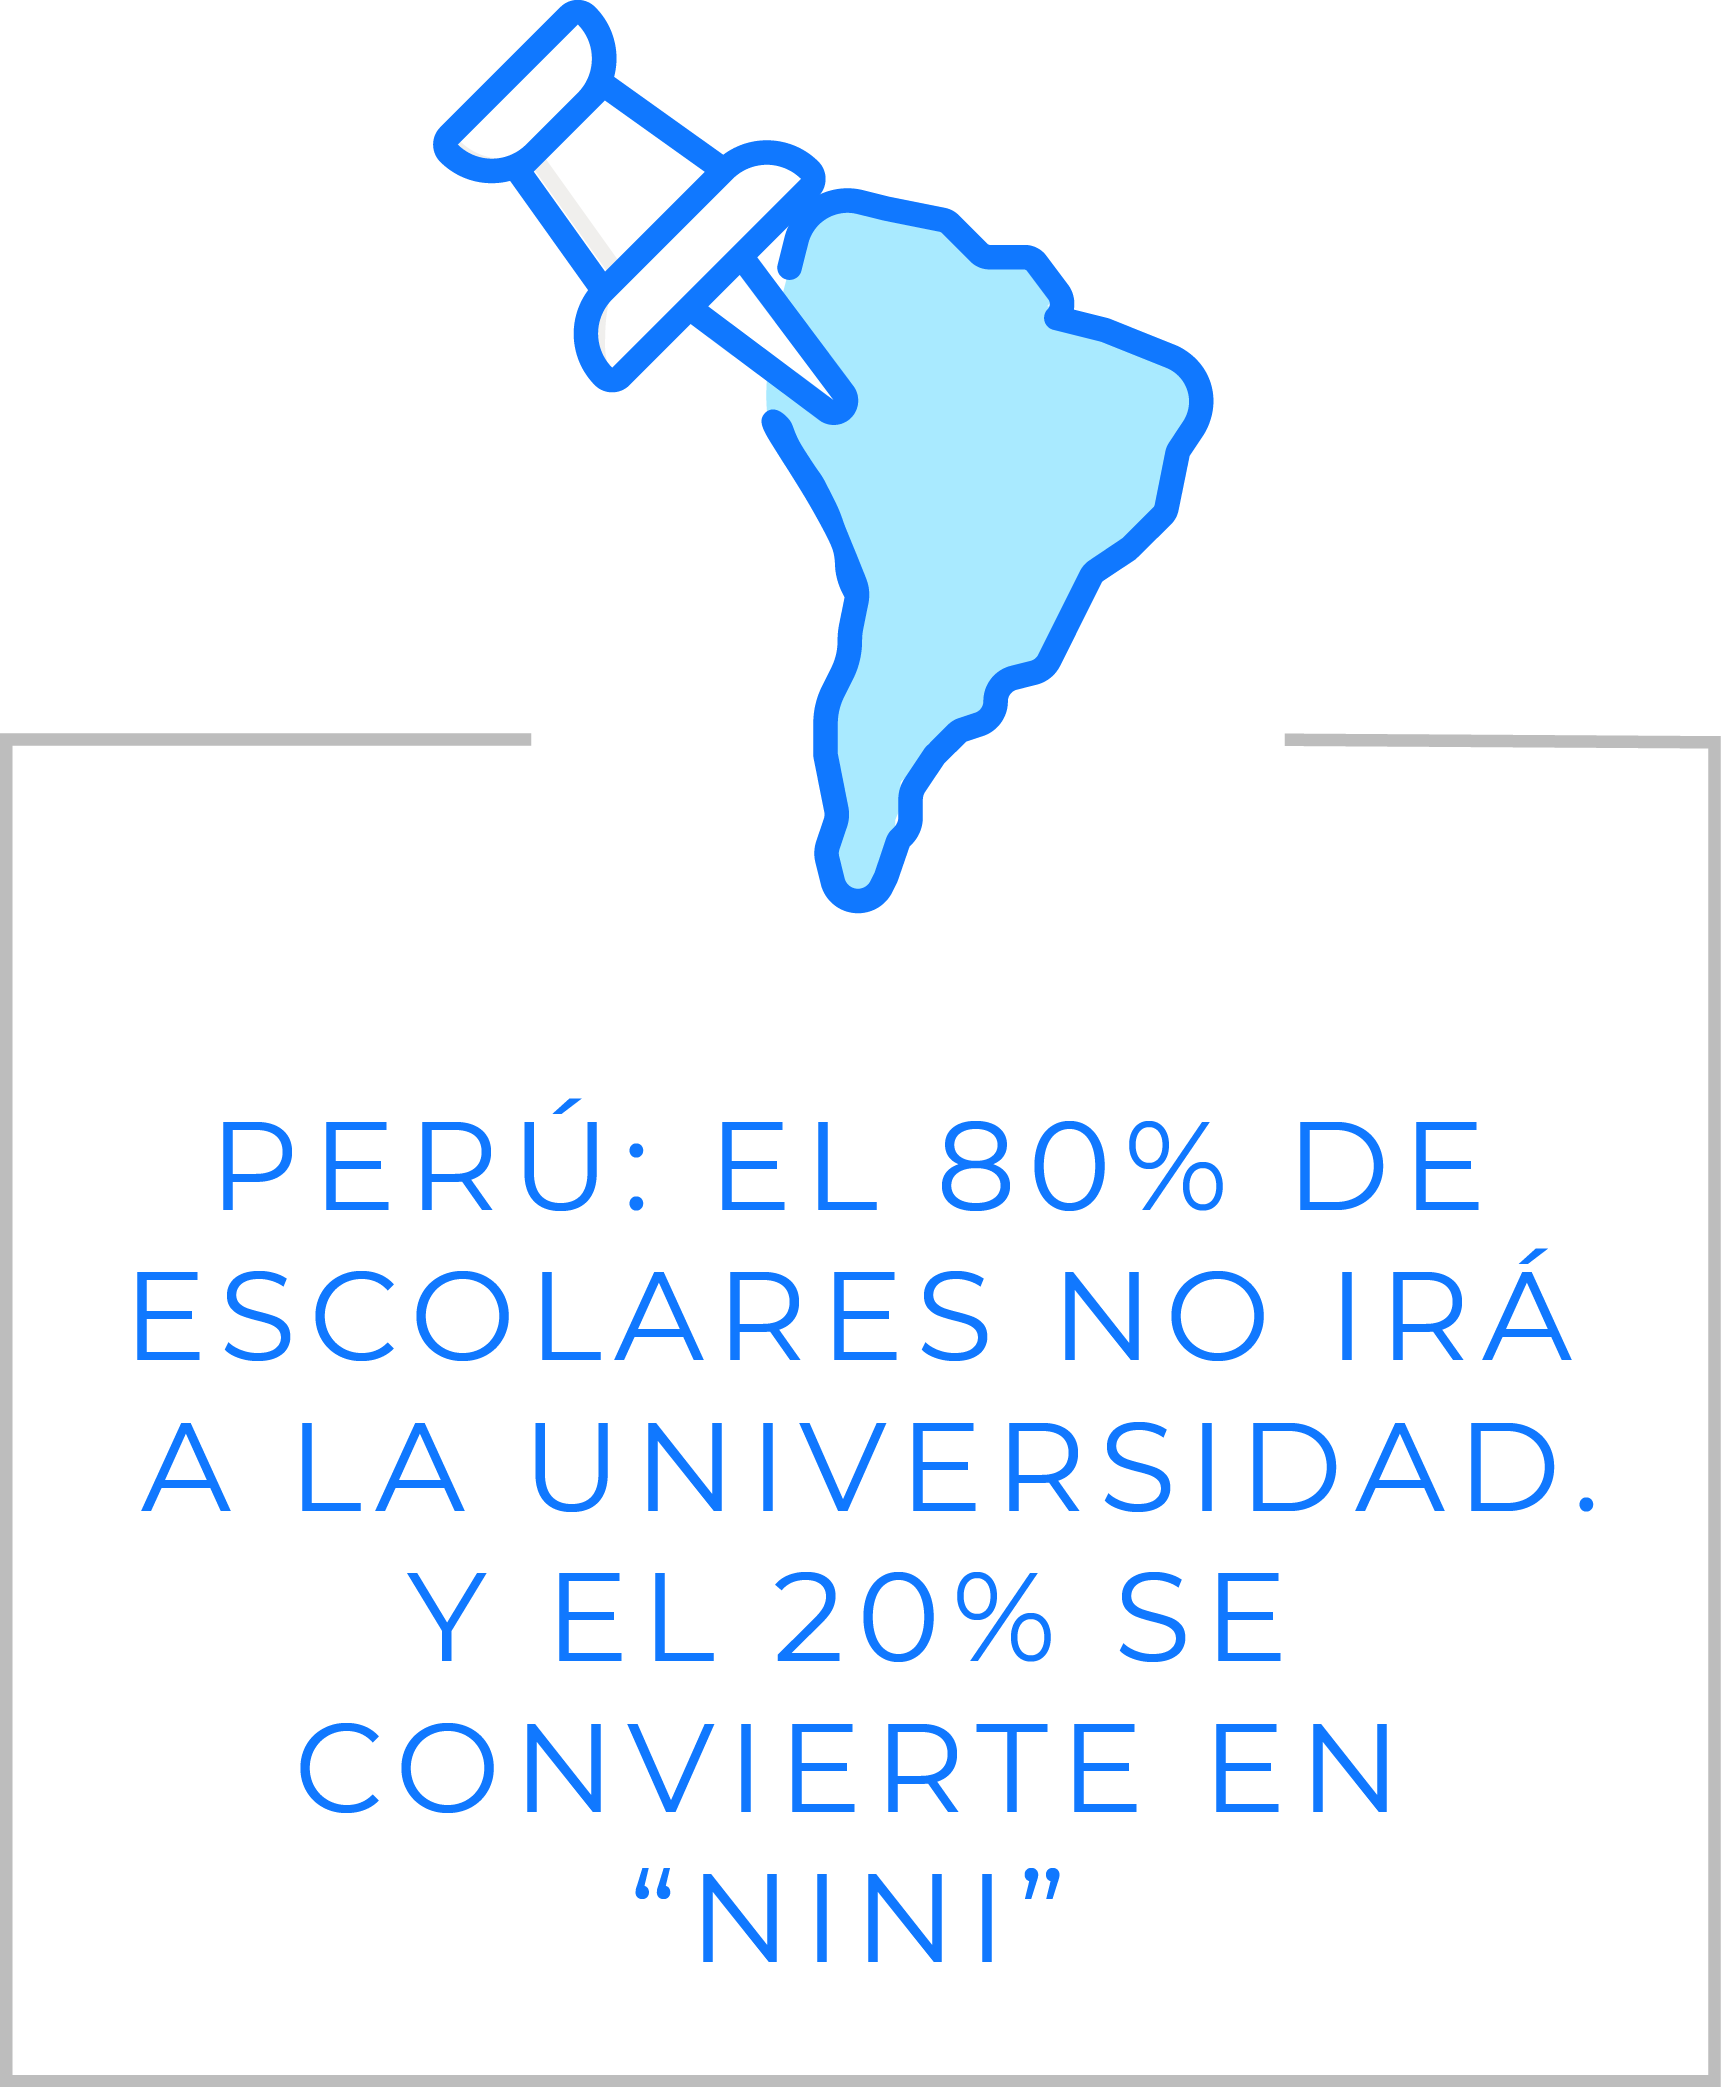 PERÚ: EL 80% DE
ESCOLARES NO IRÁ
A LA UNIVERSIDAD.
Y EL 20% SE
CONVIERTE EN
“NINI”